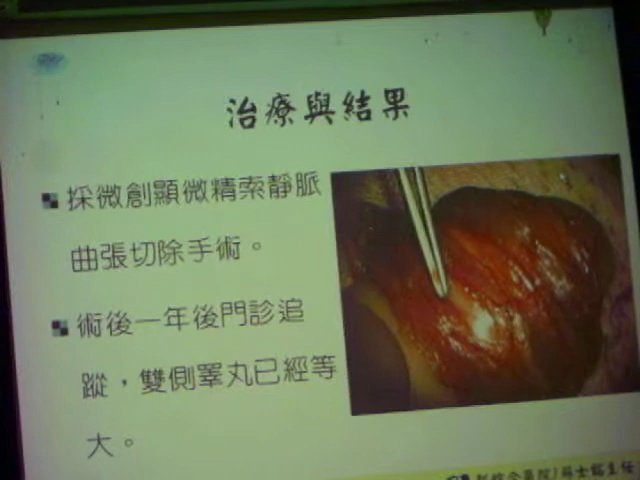 治療與結果
採微創顯微精索靜脈
曲張切除手術。
術後一年後門診追
蹤，雙側睪丸已經等
大。